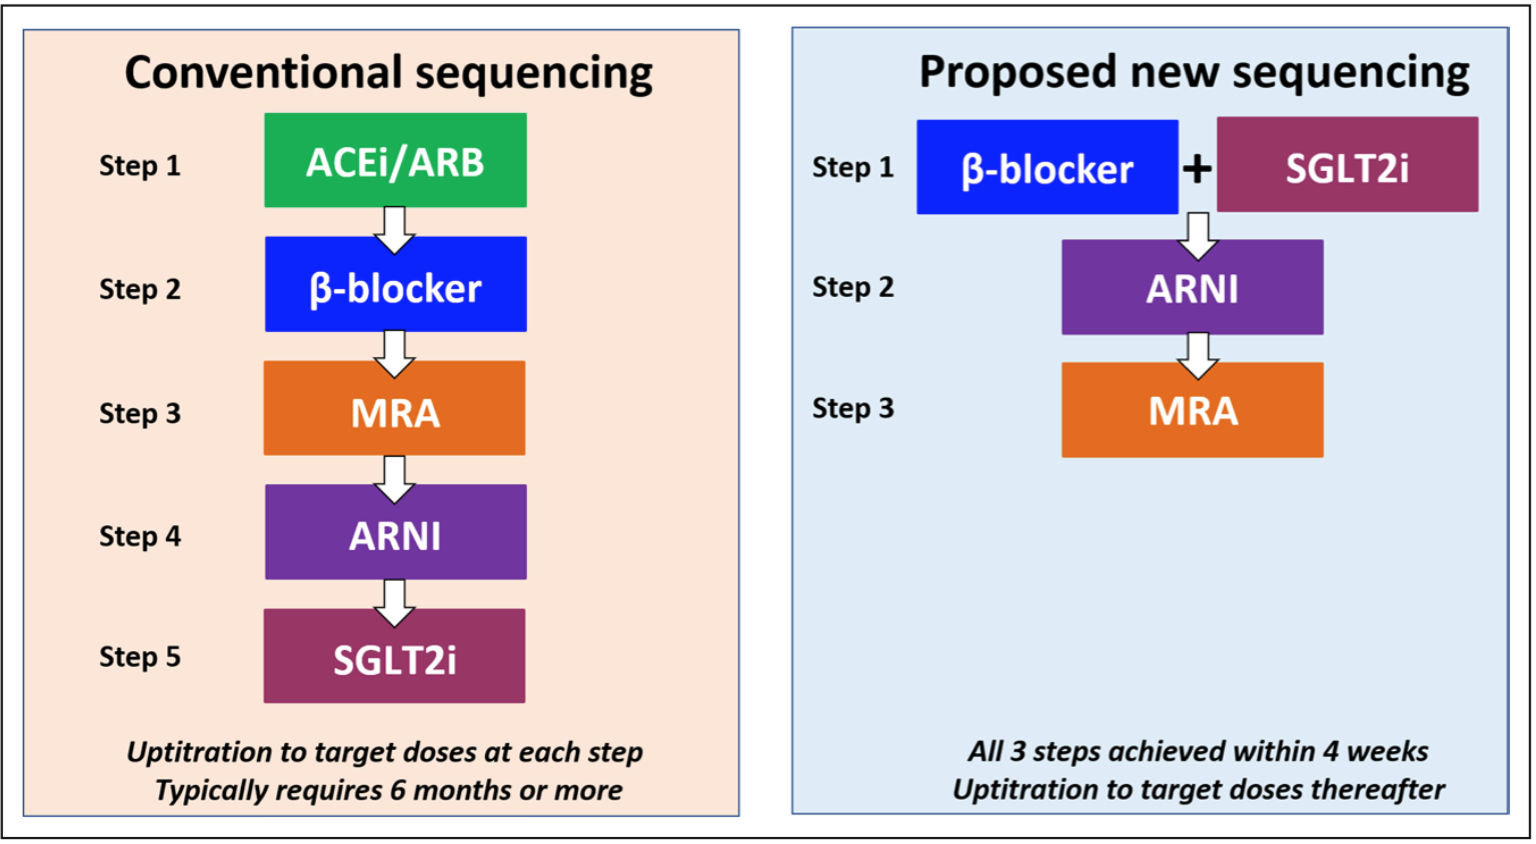 Conventional sequencing
Step 1
ACEi/ARB
Step 2
β-blocker
Step 3
MRA
Step 4
ARNI
Step 5
SGLT2i
Uptitration to target doses at each step
Typically requires 6 months or more
Proposed new sequencing
Step 1
β-blocker + SGLT2i
Step 2
ARNI
Step 3
MRA
All 3 steps achieved within 4 weeks
Uptitration to target doses thereafter